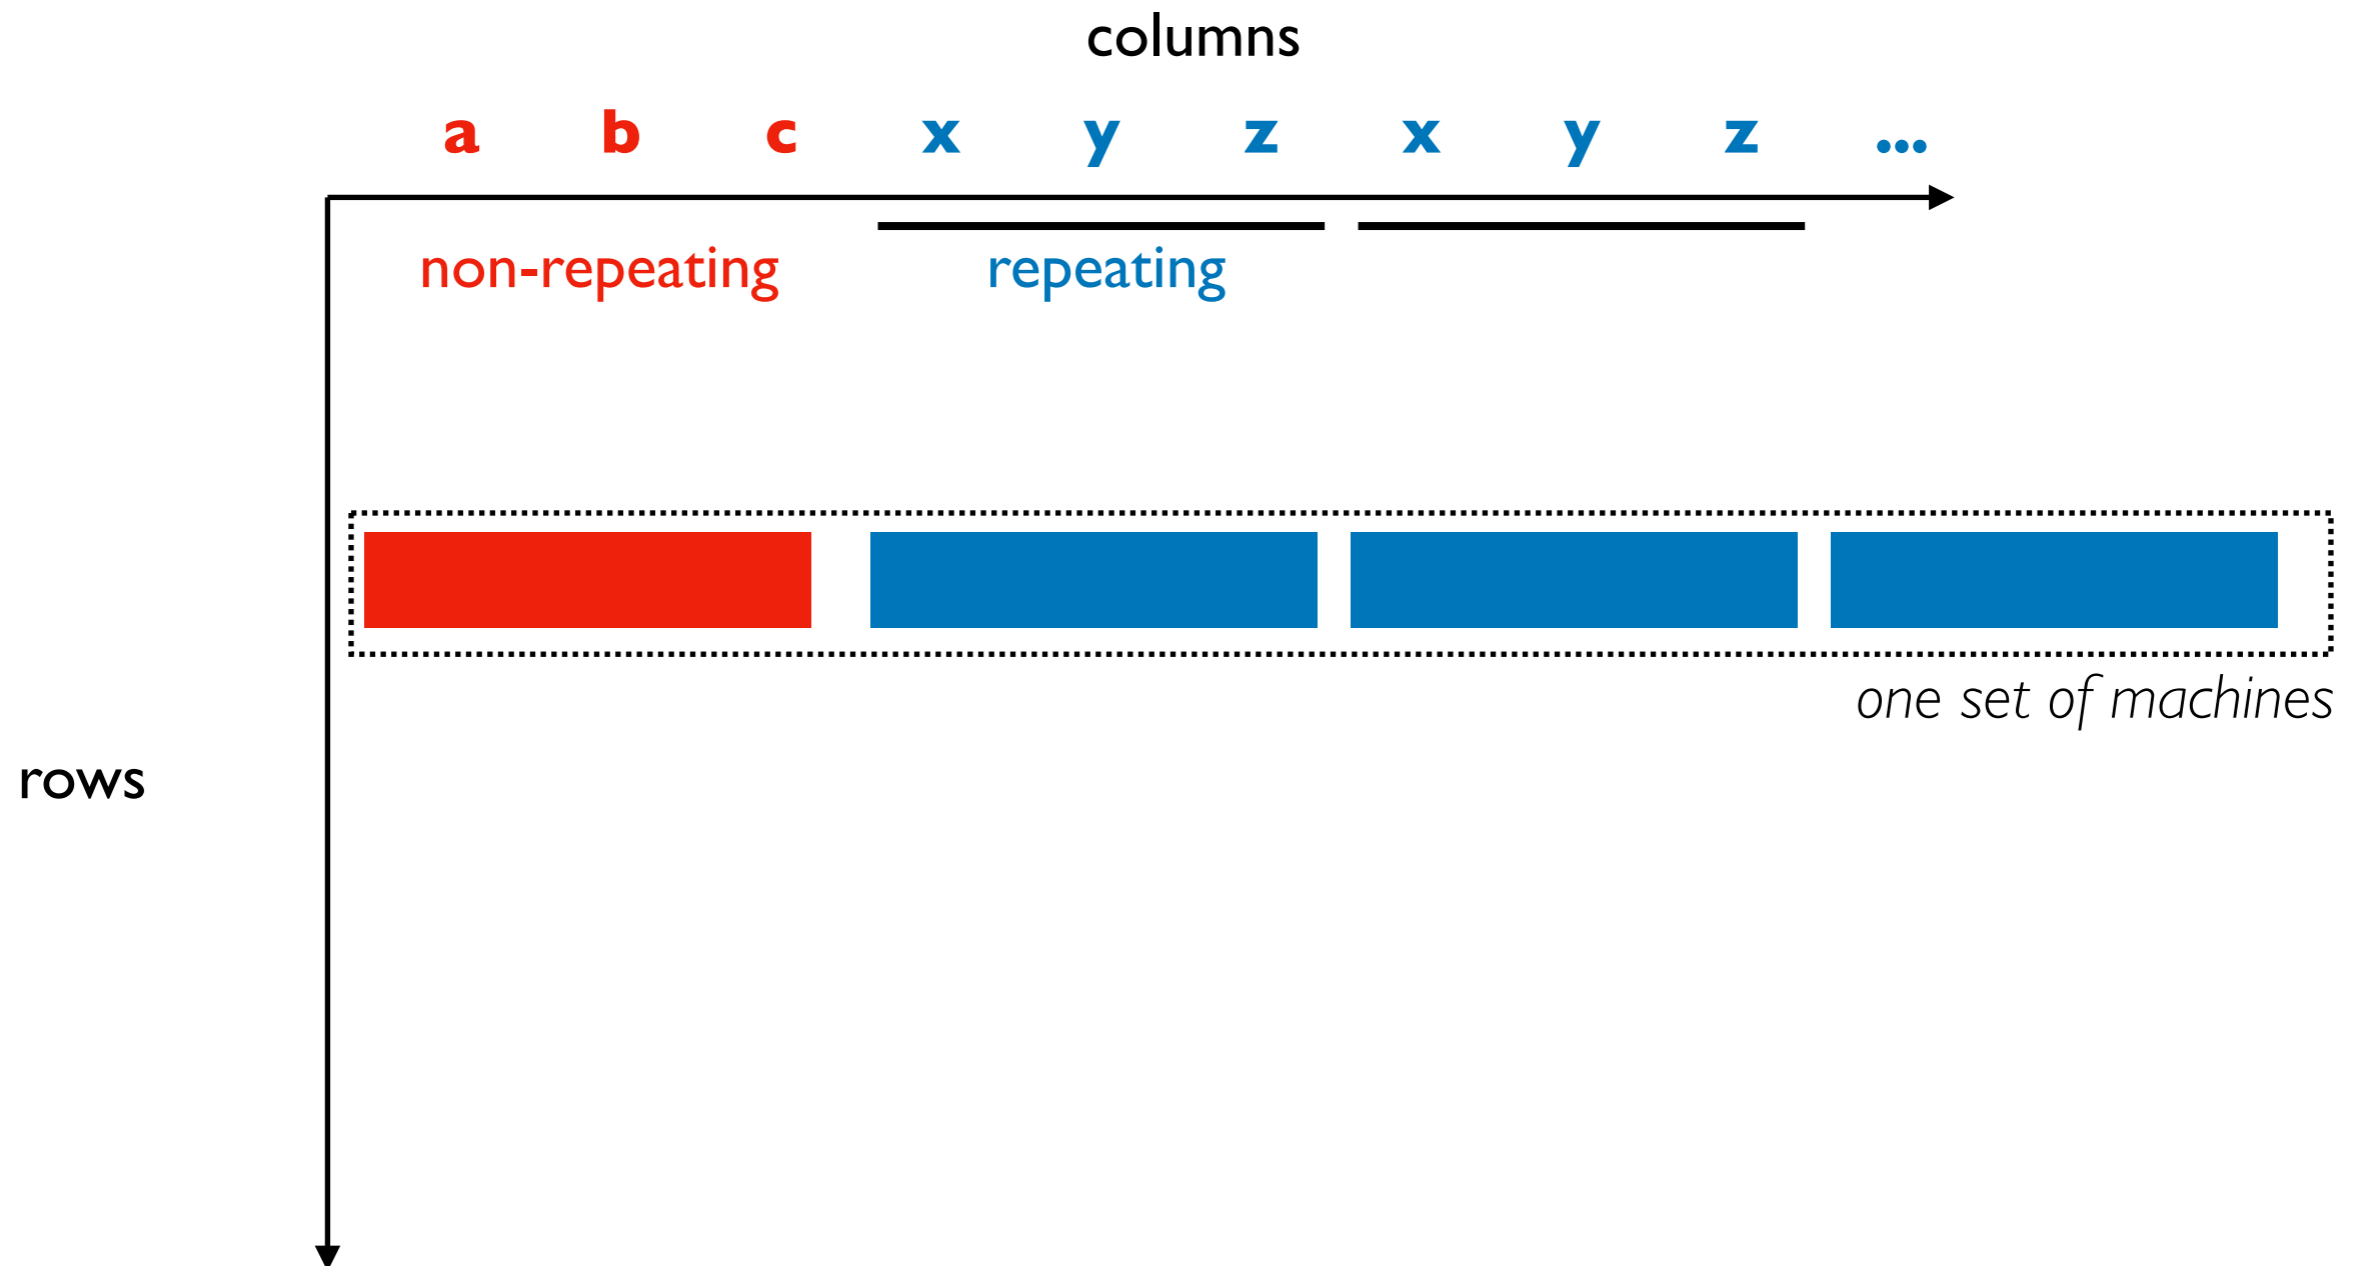 columns
a b c x y z x y z ...
non-repeating repeating
one set of machines
rows